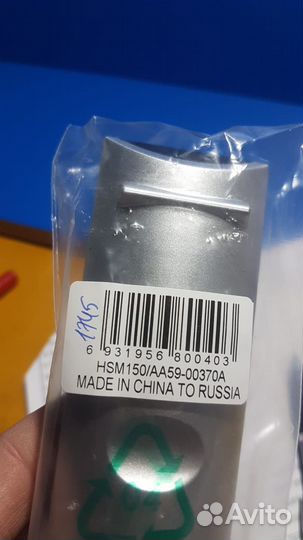 1745
6 931956 800403
HSM150/AA59-00370A
MADE IN CHINA TO RUSSIA
Avito